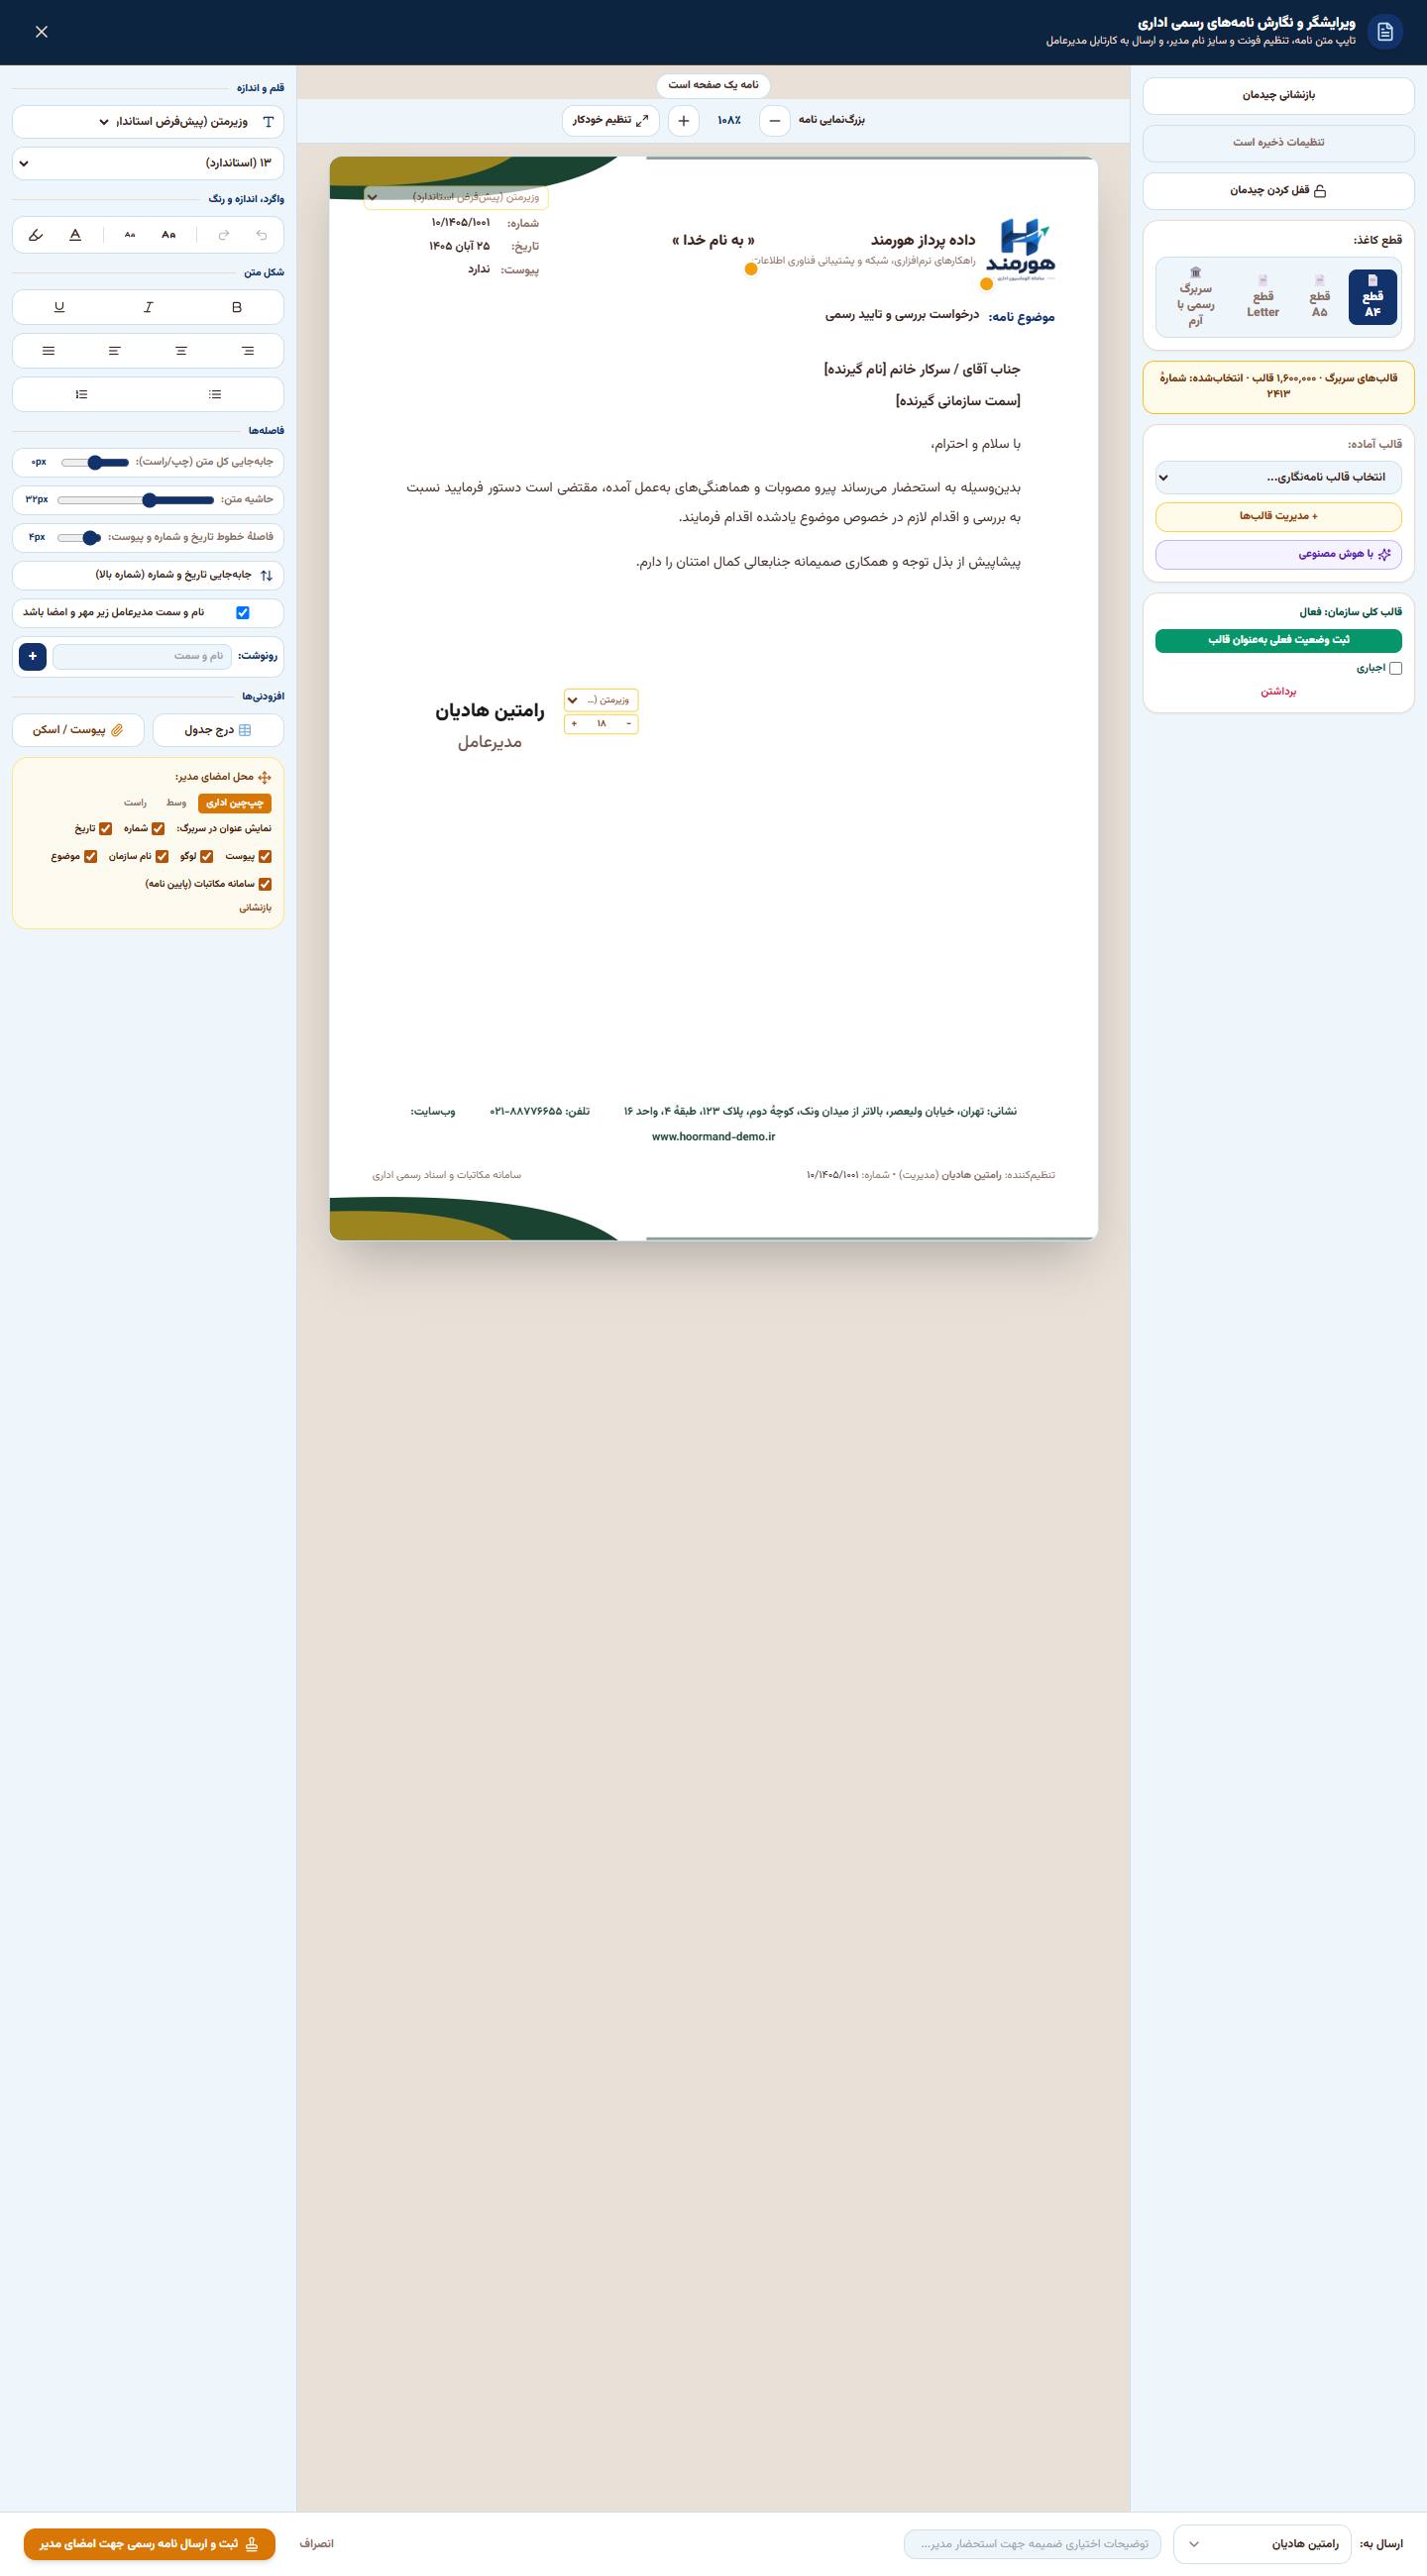 ویرایشگر و نگارش نامه‌های رسمی اداری
تایپ متن نامه، تنظیم فونت و سایز نام مدیر، و ارسال به کارتابل مدیرعامل
بازنشانی چیدمان
تنظیمات ذخیره است
قفل کردن چیدمان
قطع کاغذ:
قطع A۴
قطع A۵
قطع Letter
سربرگ رسمی با آرم
قالب‌های سربرگ · ۱,۶۰۰,۰۰۰ قالب · انتخاب‌شده: شمارهٔ ۲۴۱۳
قالب آماده:
انتخاب قالب نامه‌نگاری...
+ مدیریت قالب‌ها
با هوش مصنوعی
قالب کلی سازمان: فعال
ثبت وضعیت فعلی به‌عنوان قالب
اجباری
برداشتن
نامه یک صفحه است
بزرگ‌نمایی نامه
۱۰۸٪
تنظیم خودکار
وزیرمتن (پیش‌فرض استاندارد)
هورمند
داده پرداز هورمند
راهکارهای نرم‌افزاری، شبکه و پشتیبانی فناوری اطلاعات
« به نام خدا »
شماره: ۱۰/۱۴۰۵/۱۰۰۱
تاریخ: ۲۵ آبان ۱۴۰۵
پیوست: ندارد
موضوع نامه: درخواست بررسی و تایید رسمی
جناب آقای / سرکار خانم [نام گیرنده]
[سمت سازمانی گیرنده]
با سلام و احترام،
بدین‌وسیله به استحضار می‌رساند پیرو مصوبات و هماهنگی‌های به‌عمل آمده، مقتضی است دستور فرمایید نسبت
به بررسی و اقدام لازم در خصوص موضوع یادشده اقدام فرمایند.
پیشاپیش از بذل توجه و همکاری صمیمانه جنابعالی کمال امتنان را دارم.
وزیرمتن (...
- ۱۸ +
رامتین هادیان
مدیرعامل
نشانی: تهران، خیابان ولیعصر، بالاتر از میدان ونک، کوچهٔ دوم، پلاک ۱۲۳، طبقهٔ ۴، واحد ۱۶ تلفن: ۰۲۱-۸۸۷۷۶۶۵۵ وب‌سایت:
www.hoormand-demo.ir
تنظیم‌کننده: رامتین هادیان (مدیریت) • شماره: ۱۰/۱۴۰۵/۱۰۰۱
سامانه مکاتبات و اسناد رسمی اداری
قلم و اندازه
وزیرمتن (پیش‌فرض استاندار
۱۳ (استاندارد)
واگرد، اندازه و رنگ
Aa Aa A
شکل متن
B I U
فاصله‌ها
جابه‌جایی کل متن (چپ/راست): ۰px
حاشیه متن: ۳۲px
فاصلهٔ خطوط تاریخ و شماره و پیوست: ۴px
جابه‌جایی تاریخ و شماره (شماره بالا)
نام و سمت مدیرعامل زیر مهر و امضا باشد
رونوشت: نام و سمت +
افزودنی‌ها
درج جدول
پیوست / اسکن
محل امضای مدیر:
چپ‌چین اداری وسط راست
نمایش عنوان در سربرگ: شماره تاریخ
پیوست لوگو نام سازمان موضوع
سامانه مکاتبات (پایین نامه)
بازنشانی
ارسال به: رامتین هادیان
توضیحات اختیاری ضمیمه جهت استحضار مدیر...
انصراف
ثبت و ارسال نامه رسمی جهت امضای مدیر